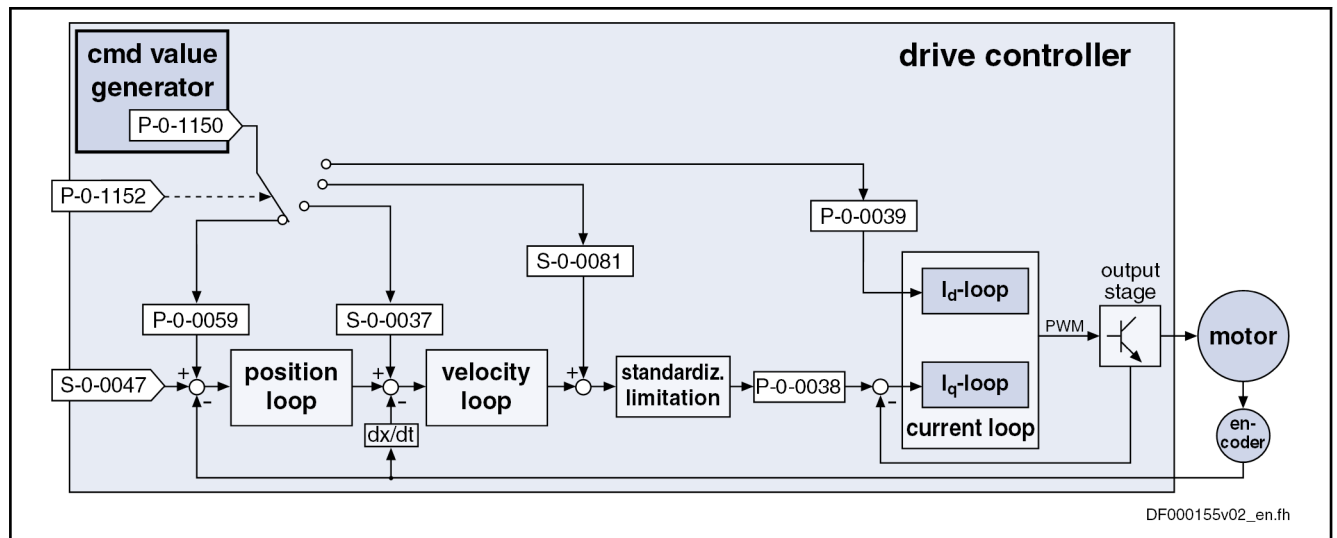 cmd value
generator
drive controller
P-0-1150
P-0-1152
P-0-0039
S-0-0081
output
stage
I_d-loop
P-0-0059
S-0-0037
PWM
motor
+
+
+
S-0-0047
position
loop
velocity
loop
standardiz.
limitation
P-0-0038
I_q-loop
-
-
-
current loop
dx/dt
en-
coder
DF000155v02_en.fh